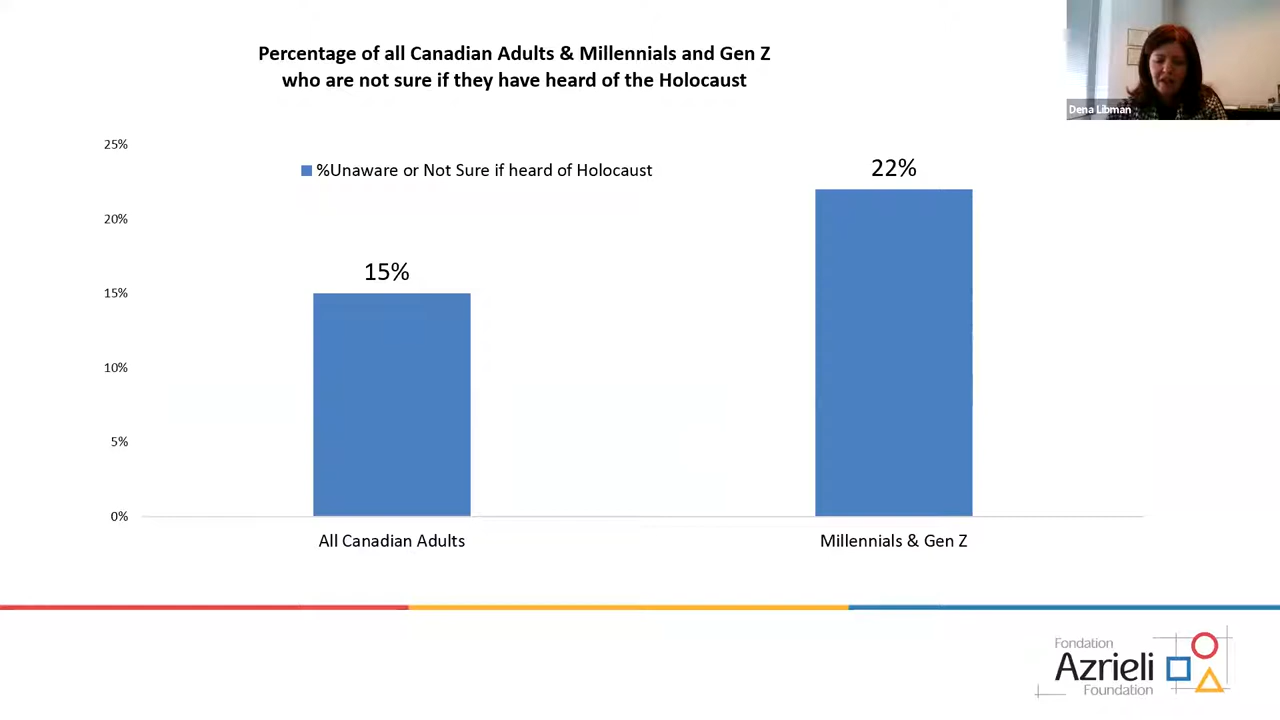 Percentage of all Canadian Adults & Millennials and Gen Z
who are not sure if they have heard of the Holocaust
Dena Libman
25%
%Unaware or Not Sure if heard of Holocaust
22%
20%
15%
15%
10%
5%
0%
All Canadian Adults
Millennials & Gen Z
Fondation
Azrieli
Foundation